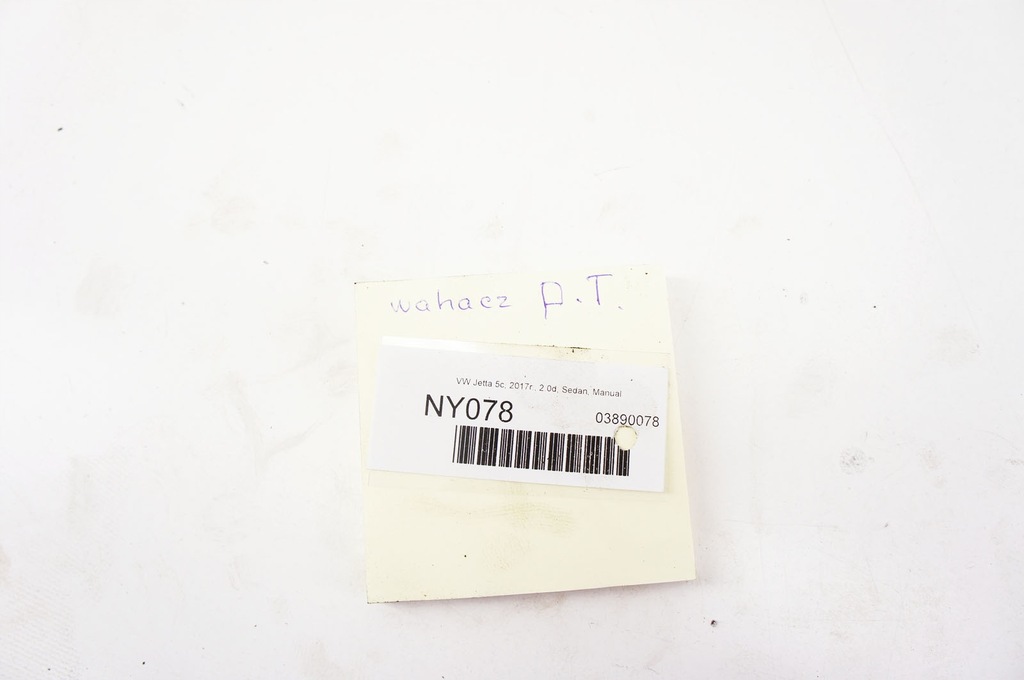 wahacz P.T.
VW Jetta 5c, 2017r., 2.0d, Sedan, Manual
NY078
03890078